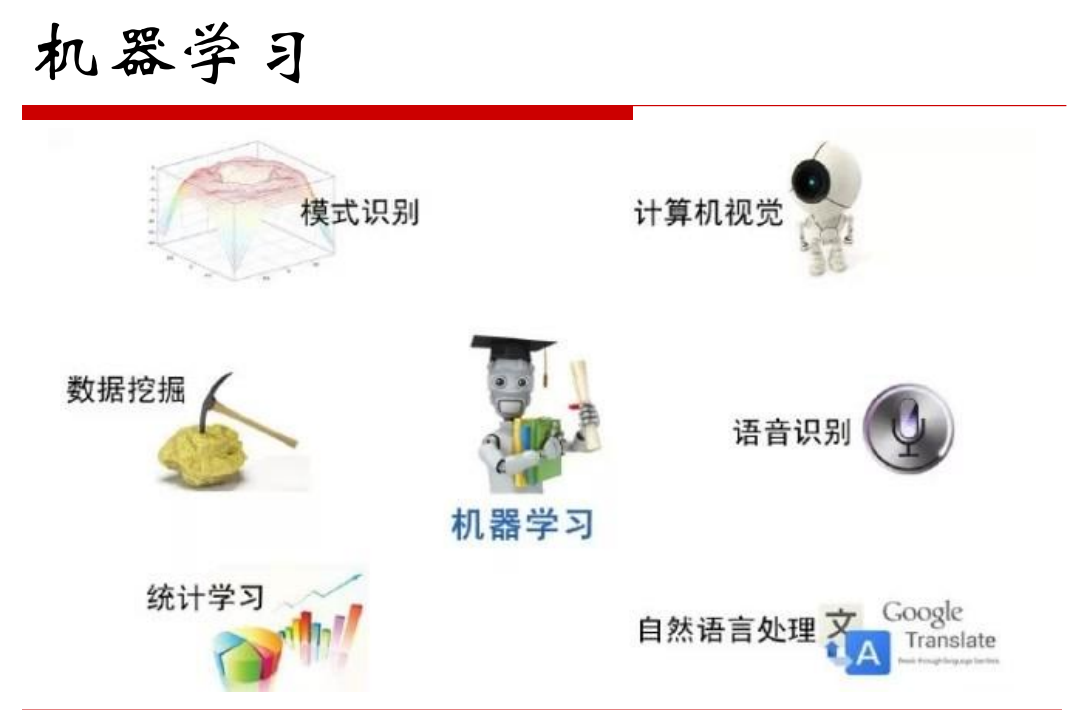 机器学习
模式识别
计算机视觉
数据挖掘
语音识别
机器学习
统计学习
自然语言处理
文
Google
Translate
A